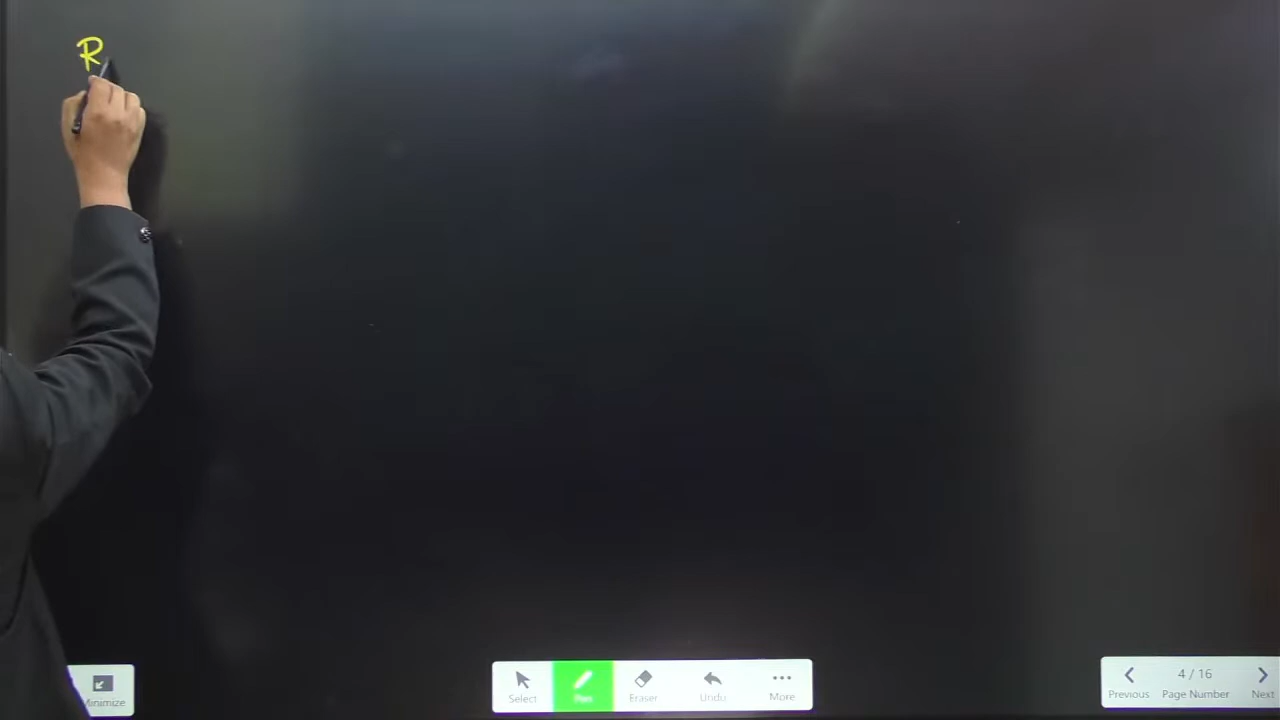 R
Minimize
Select
Pen
Eraser
Undo
More
4 / 16
Previous
Page Number
Next